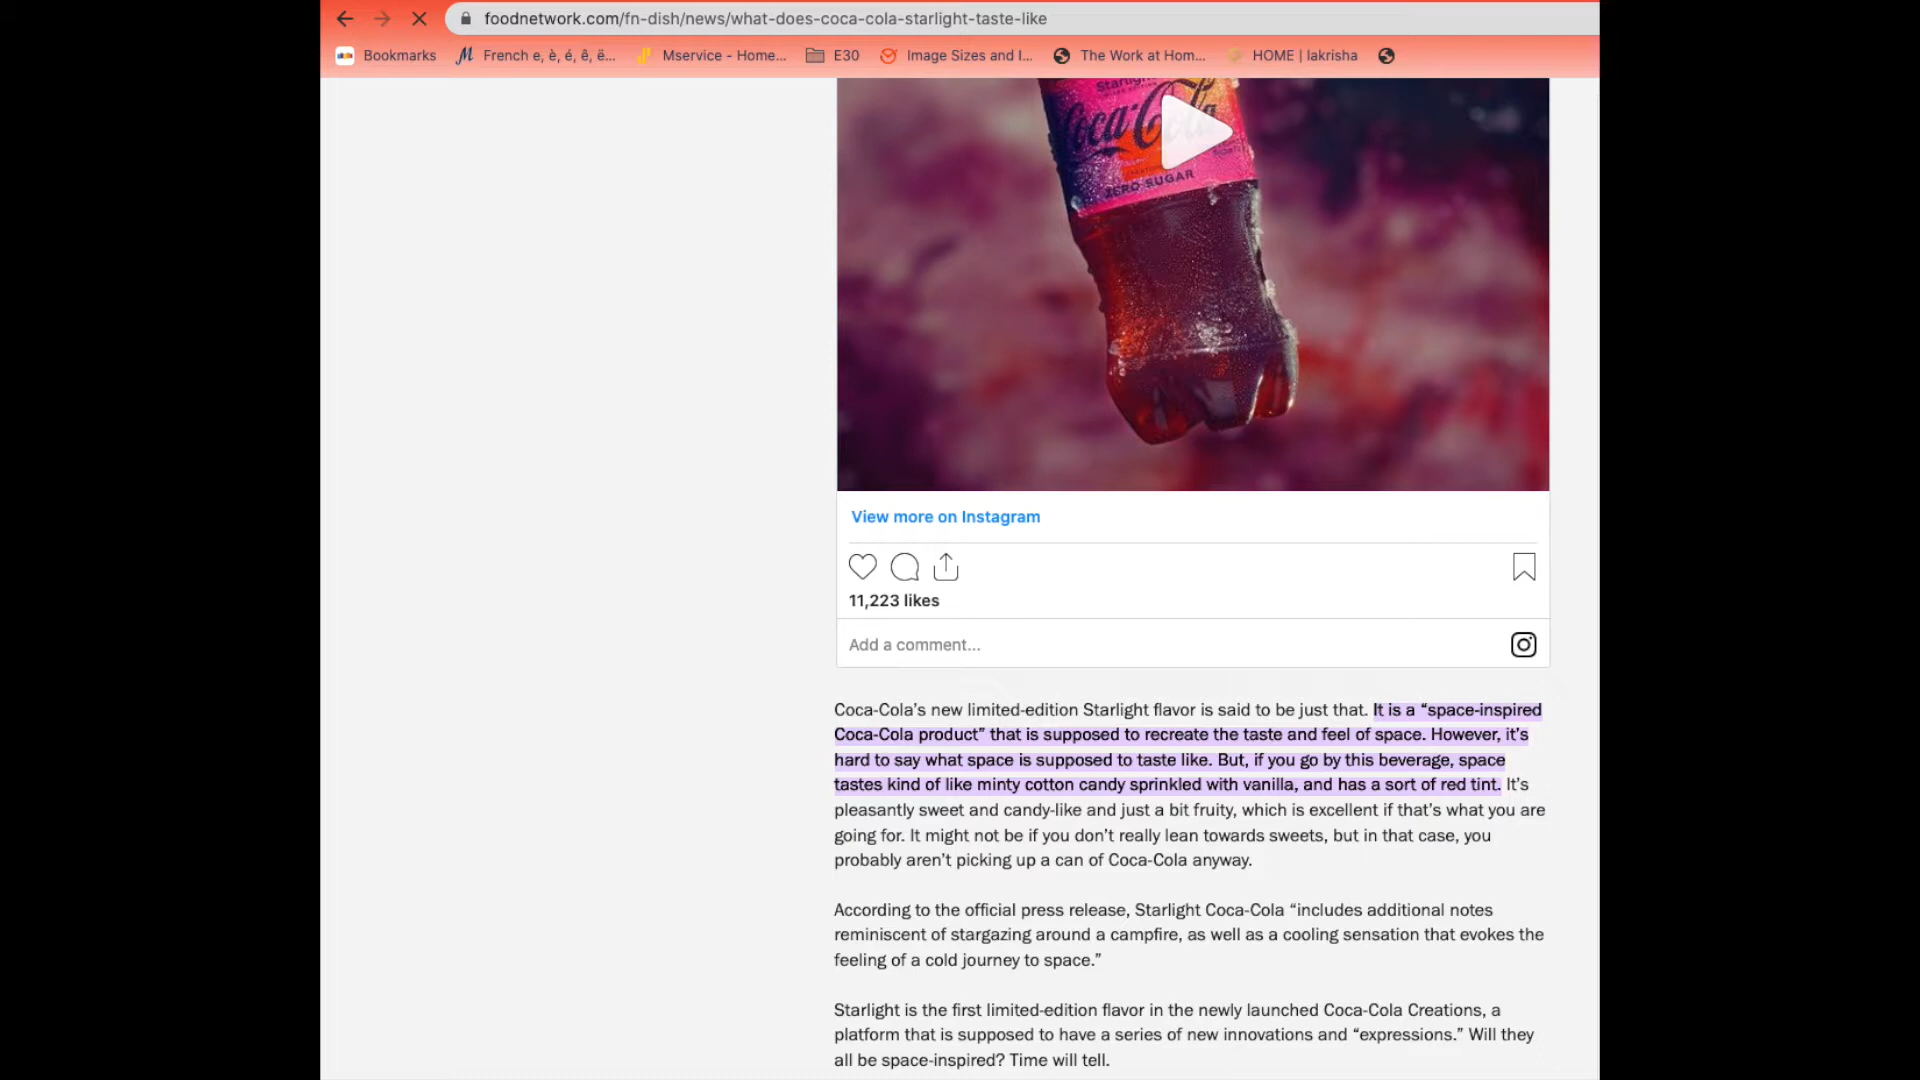 foodnetwork.com/fn-dish/news/what-does-coca-cola-starlight-taste-like
Bookmarks French e, è, é, ê, ë... Mservice - Home... E30 Image Sizes and I... The Work at Hom... HOME | lakrisha
Starlight
Coca-Cola
ZERO SUGAR
View more on Instagram
11,223 likes
Add a comment...
Coca-Cola’s new limited-edition Starlight flavor is said to be just that. It is a “space-inspired
Coca-Cola product” that is supposed to recreate the taste and feel of space. However, it’s
hard to say what space is supposed to taste like. But, if you go by this beverage, space
tastes kind of like minty cotton candy sprinkled with vanilla, and has a sort of red tint. It’s
pleasantly sweet and candy-like and just a bit fruity, which is excellent if that’s what you are
going for. It might not be if you don’t really lean towards sweets, but in that case, you
probably aren’t picking up a can of Coca-Cola anyway.
According to the official press release, Starlight Coca-Cola “includes additional notes
reminiscent of stargazing around a campfire, as well as a cooling sensation that evokes the
feeling of a cold journey to space.”
Starlight is the first limited-edition flavor in the newly launched Coca-Cola Creations, a
platform that is supposed to have a series of new innovations and “expressions.” Will they
all be space-inspired? Time will tell.